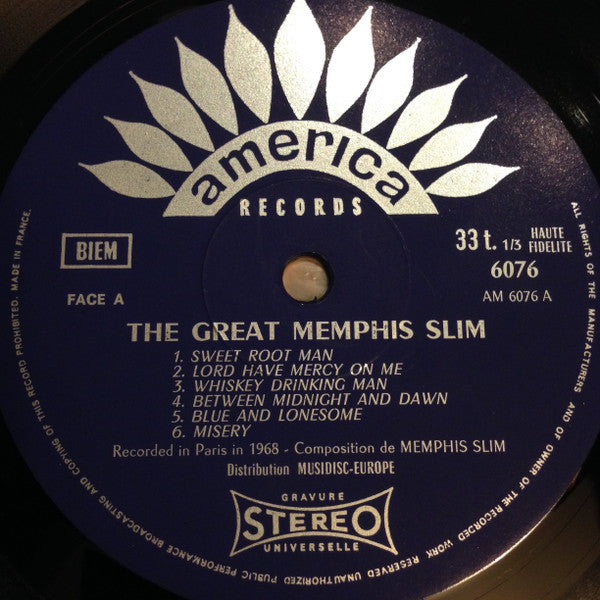 america
RECORDS
BIEM
33 t. 1/3 HAUTE FIDELITE
6076
FACE A
AM 6076 A
THE GREAT MEMPHIS SLIM
1. SWEET ROOT MAN
2. LORD HAVE MERCY ON ME
3. WHISKEY DRINKING MAN
4. BETWEEN MIDNIGHT AND DAWN
5. BLUE AND LONESOME
6. MISERY
Recorded in Paris in 1968 - Composition de MEMPHIS SLIM
Distribution MUSIDISC-EUROPE
GRAVURE
STEREO
UNIVERSELLE
ALL RIGHTS OF THE MANUFACTURERS AND OF OWNER OF THE RECORDED WORK RESERVED UNAUTHORIZED PUBLIC PERFORMANCE BROADCASTING AND COPYING OF THIS RECORD PROHIBITED. MADE IN FRANCE.